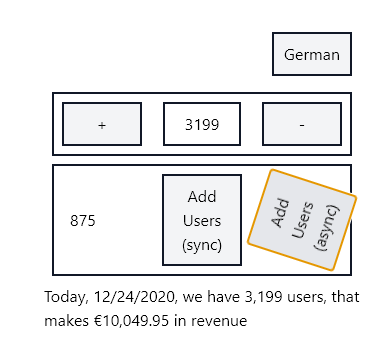 German
+ 3199 -
875
Add
Users
(sync)
Add
Users
(async)
Today, 12/24/2020, we have 3,199 users, that
makes €10,049.95 in revenue